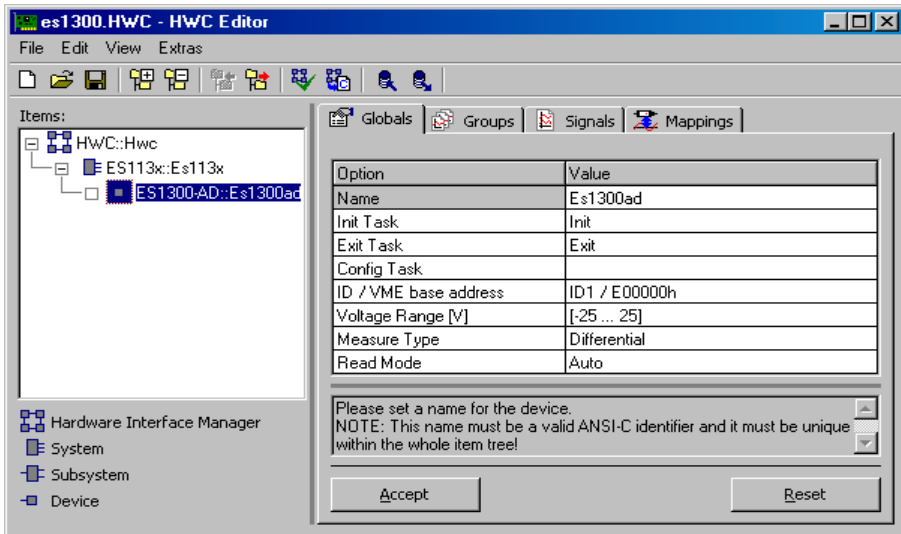 es1300.HWC - HWC Editor
File Edit View Extras
Items:
HWC::Hwc
ES113x::Es113x
ES1300-AD::Es1300ad
Hardware Interface Manager
System
Subsystem
Device
Globals Groups Signals Mappings
Option Value
Name Es1300ad
Init Task Init
Exit Task Exit
Config Task
ID / VME base address ID1 / E00000h
Voltage Range [V] [-25 ... 25]
Measure Type Differential
Read Mode Auto
Please set a name for the device.
NOTE: This name must be a valid ANSI-C identifier and it must be unique
within the whole item tree!
Accept Reset